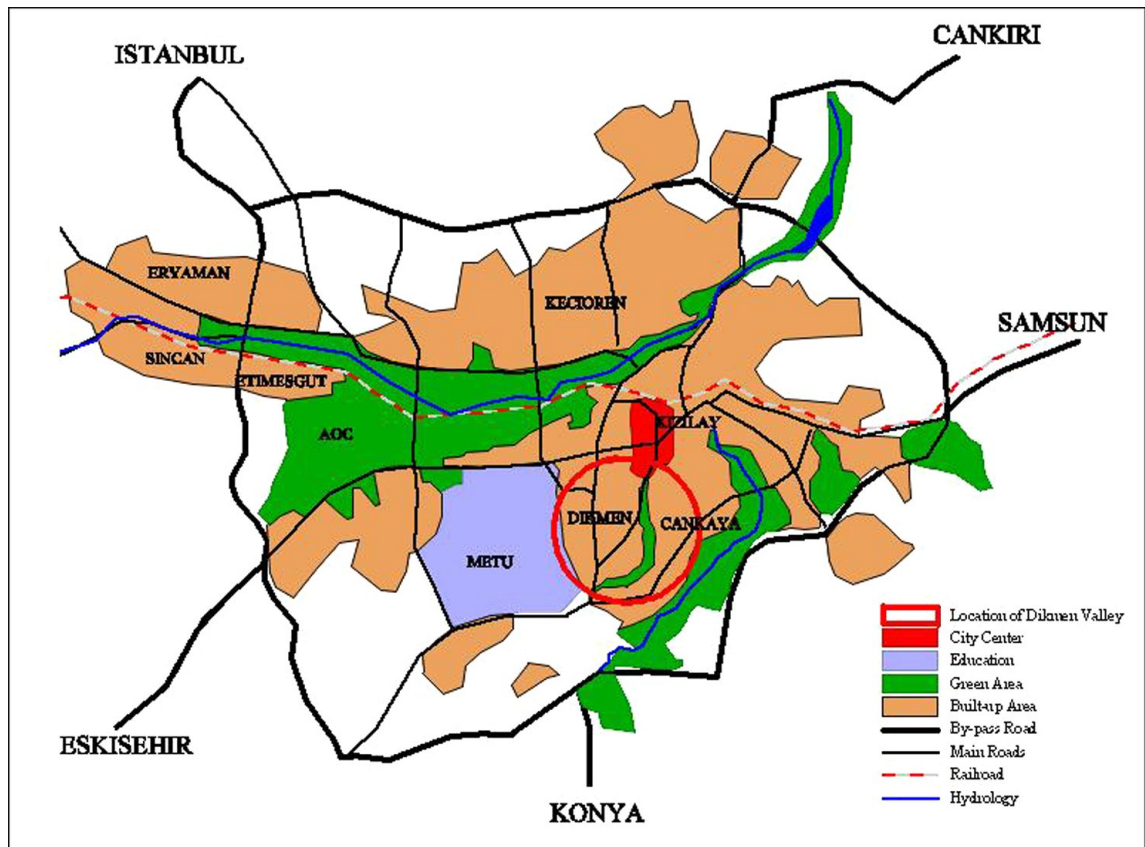 CANKIRI
ISTANBUL
ERYAMAN
KECIOREN
SAMSUN
SINCAN
ETIMESGUT
KIZILAY
AOC
DIKMEN
CANKAYA
METU
Location of Dikmen Valley
City Center
Education
Green Area
Built-up Area
By-pass Road
Main Roads
Railroad
Hydrology
ESKISEHIR
KONYA